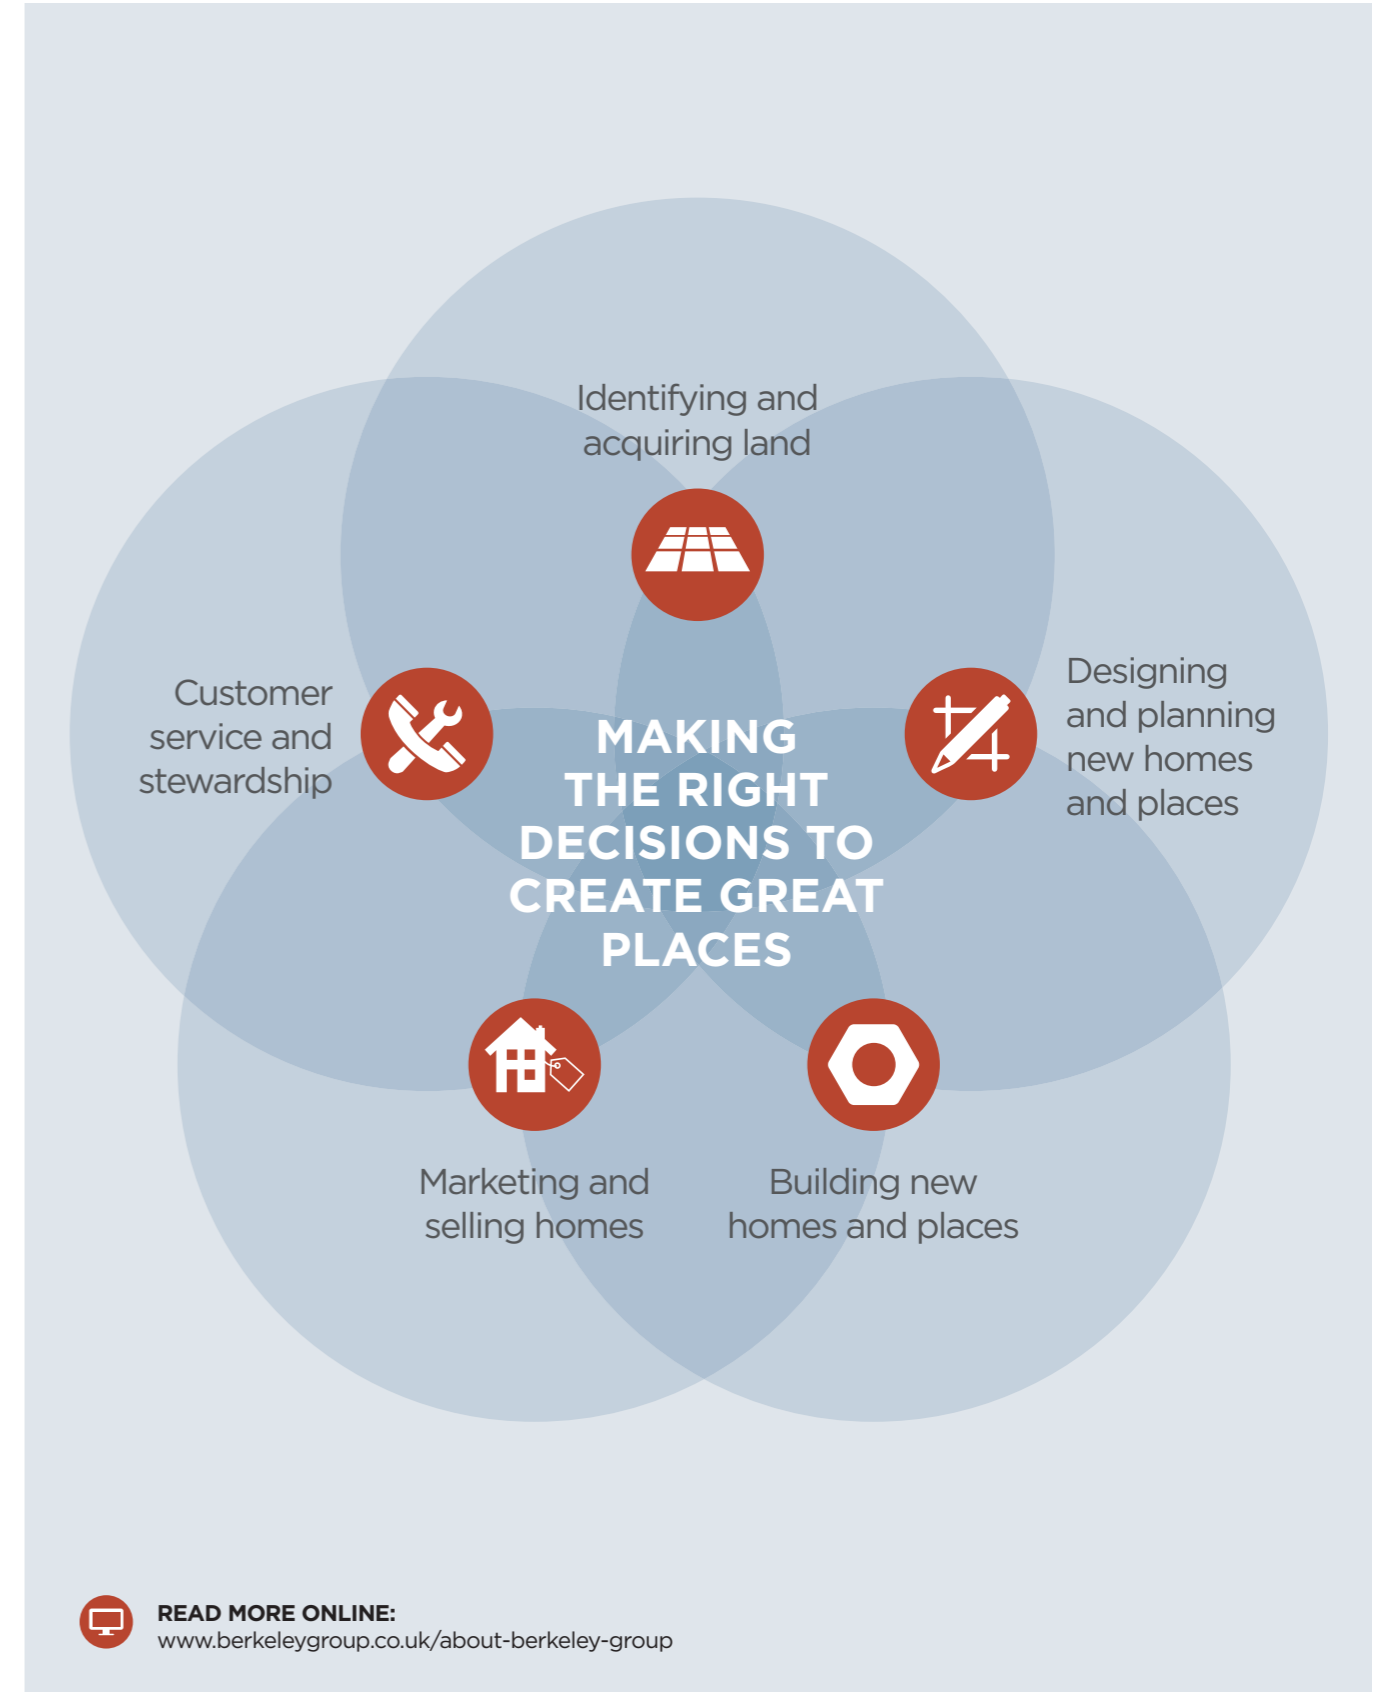 Identifying and
acquiring land
Designing
and planning
new homes
and places
Customer
service and
stewardship
MAKING
THE RIGHT
DECISIONS TO
CREATE GREAT
PLACES
Marketing and
selling homes
Building new
homes and places
READ MORE ONLINE:
www.berkeleygroup.co.uk/about-berkeley-group